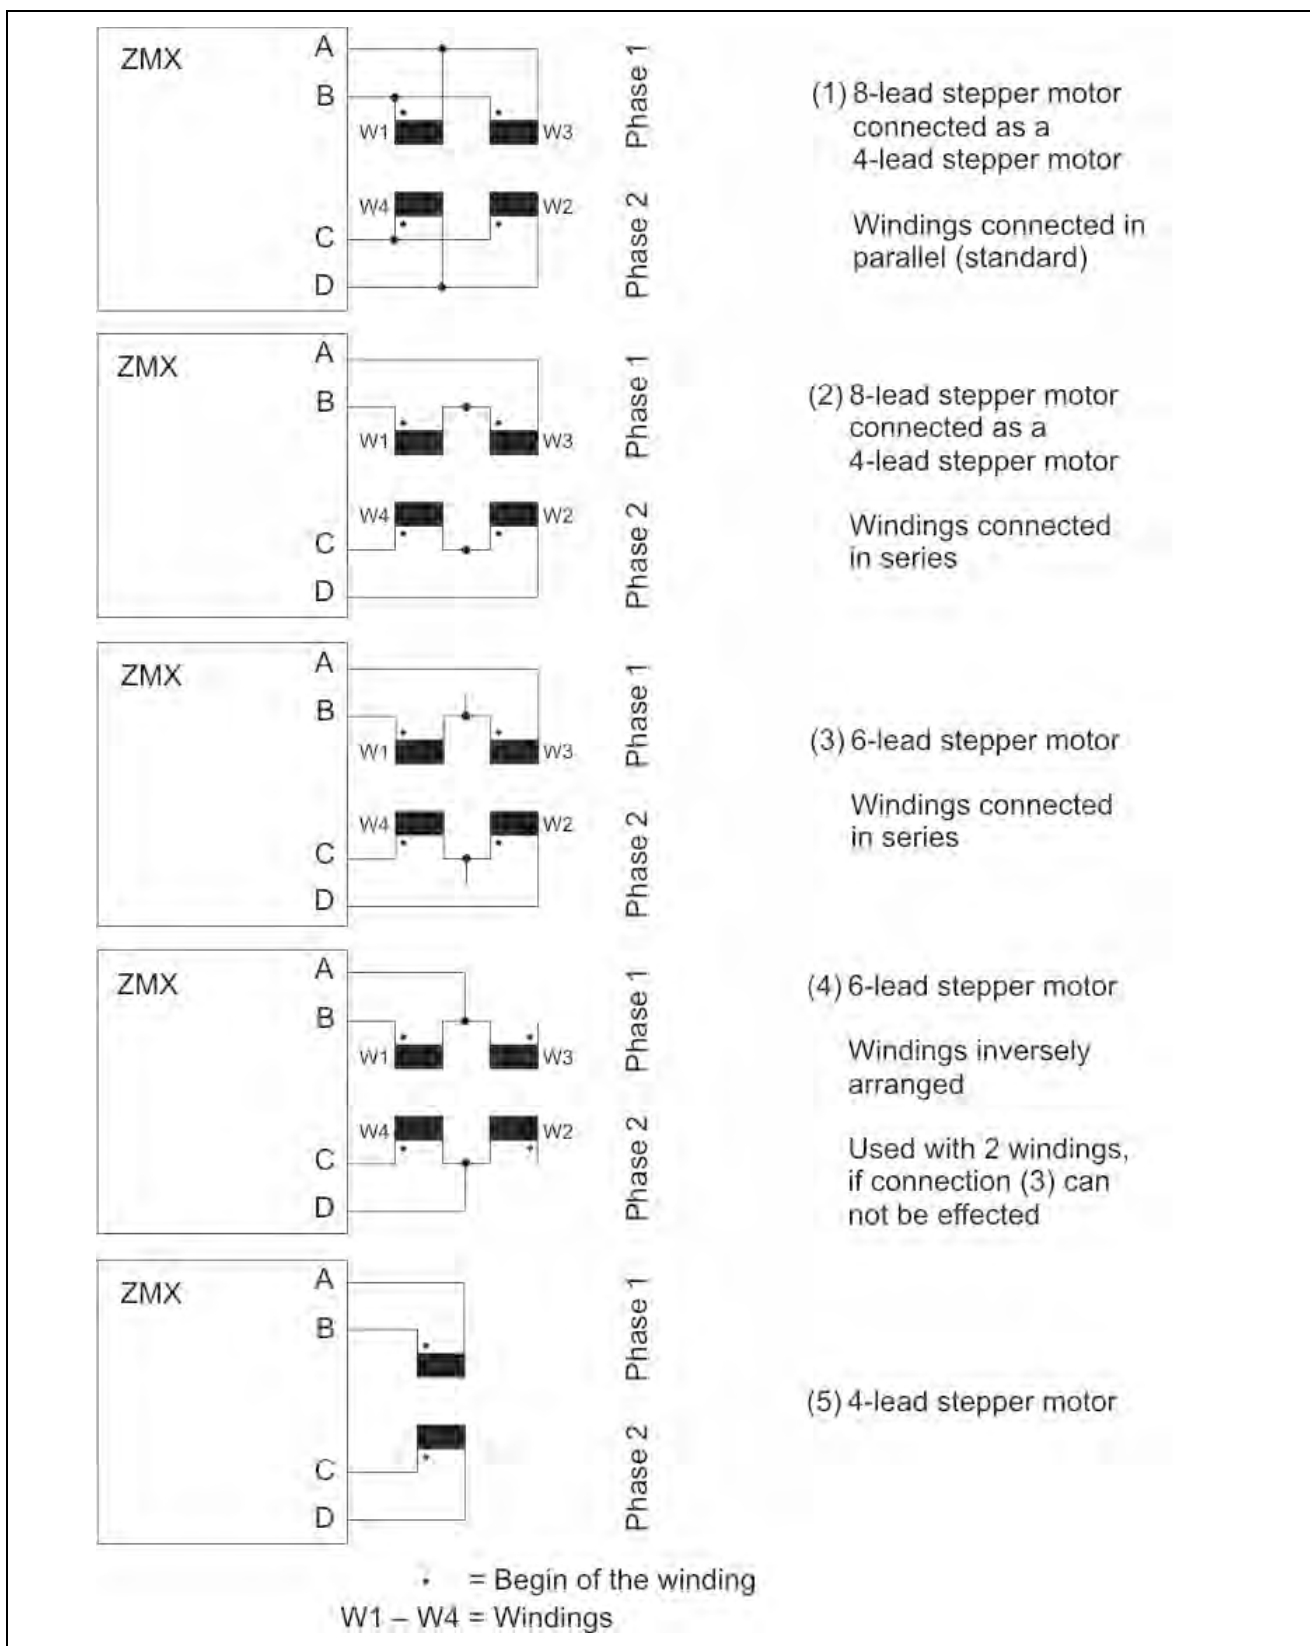 ZMX
A
B
W1
W3
Phase 1
W4
W2
C
D
Phase 2
(1) 8-lead stepper motor
connected as a
4-lead stepper motor
Windings connected in
parallel (standard)
ZMX
A
B
W1
W3
Phase 1
W4
W2
C
D
Phase 2
(2) 8-lead stepper motor
connected as a
4-lead stepper motor
Windings connected
in series
ZMX
A
B
W1
W3
Phase 1
W4
W2
C
D
Phase 2
(3) 6-lead stepper motor
Windings connected
in series
ZMX
A
B
W1
W3
Phase 1
W4
W2
C
D
Phase 2
(4) 6-lead stepper motor
Windings inversely
arranged
Used with 2 windings,
if connection (3) can
not be effected
ZMX
A
B
Phase 1
C
D
Phase 2
(5) 4-lead stepper motor
* = Begin of the winding
W1 – W4 = Windings